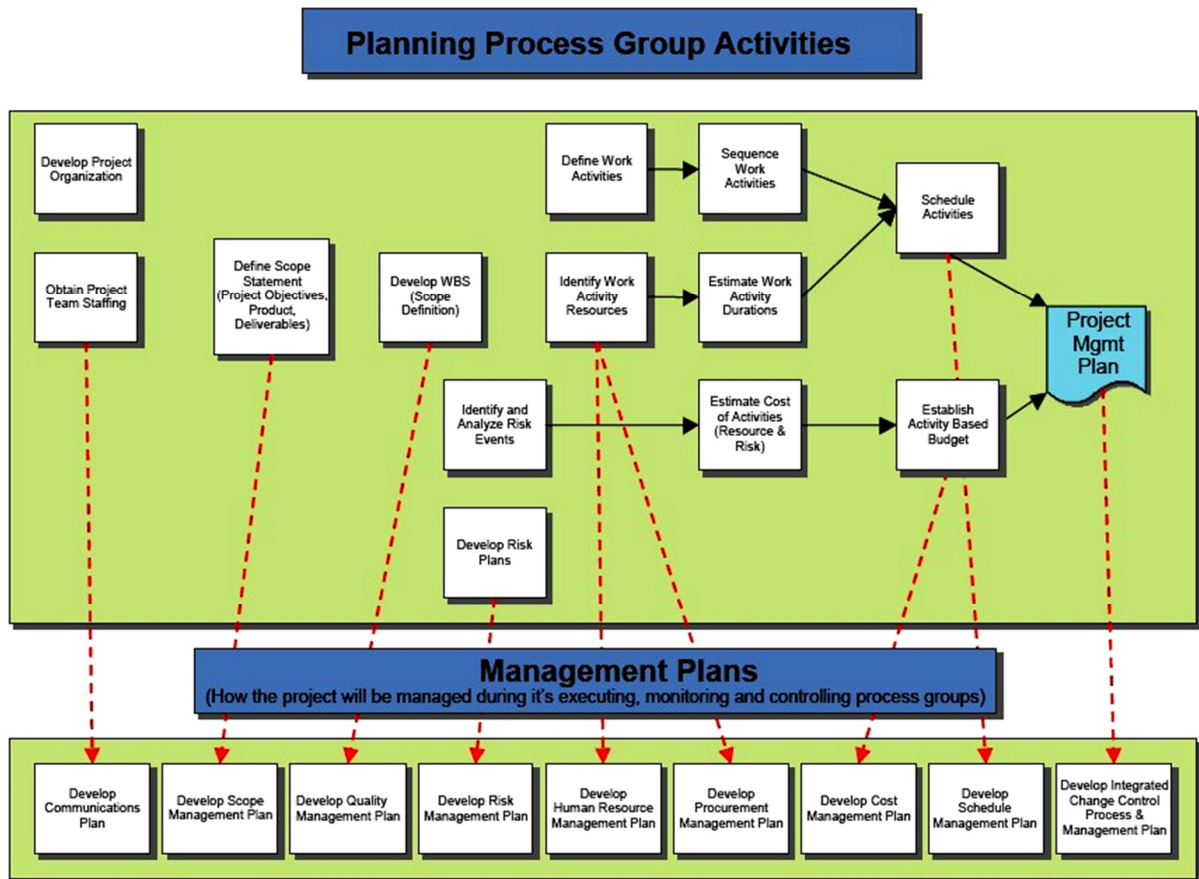 Planning Process Group Activities
Develop Project
Organization
Define Work
Activities
Sequence
Work
Activities
Schedule
Activities
Obtain Project
Team Staffing
Define Scope
Statement
(Project Objectives,
Product,
Deliverables)
Develop WBS
(Scope
Definition)
Identify Work
Activity
Resources
Estimate Work
Activity
Durations
Project
Mgmt
Plan
Identify and
Analyze Risk
Events
Estimate Cost
of Activities
(Resource &
Risk)
Establish
Activity Based
Budget
Develop Risk
Plans
Management Plans
(How the project will be managed during it's executing, monitoring and controlling process groups)
Develop
Communications
Plan
Develop Scope
Management Plan
Develop Quality
Management Plan
Develop Risk
Management Plan
Develop
Human Resource
Management Plan
Develop
Procurement
Management Plan
Develop Cost
Management Plan
Develop
Schedule
Management Plan
Develop Integrated
Change Control
Process &
Management Plan